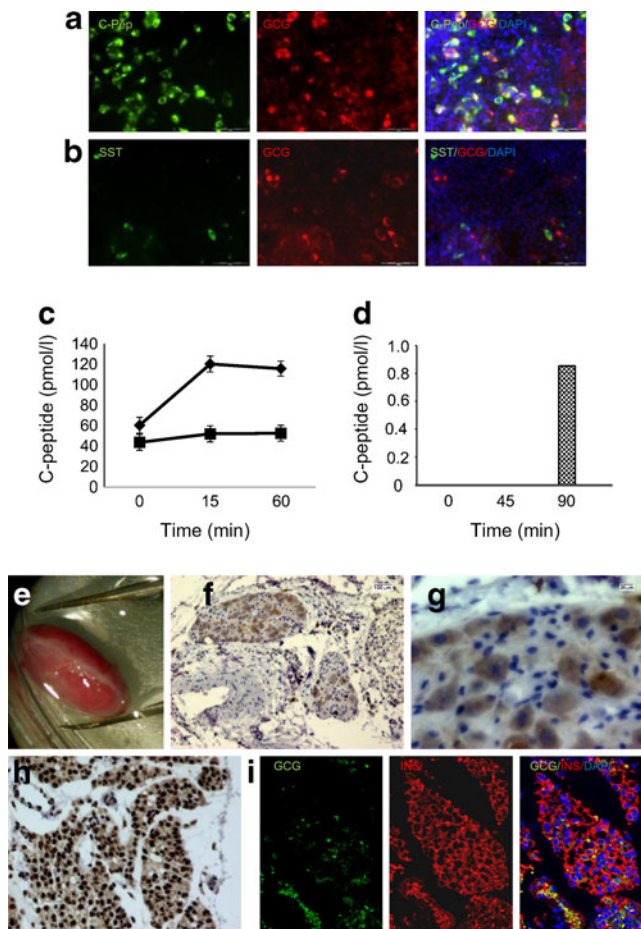 a C-Pep GCG C-Pep/GCG/DAPI
b SST GCG SST/GCG/DAPI
c
C-peptide (pmol/l)
140
120
100
80
60
40
20
0
0 15 60
Time (min)
d
C-peptide (pmol/l)
1.0
0.8
0.6
0.4
0.2
0
0 45 90
Time (min)
e f g
h i GCG INS GCG/INS/DAPI